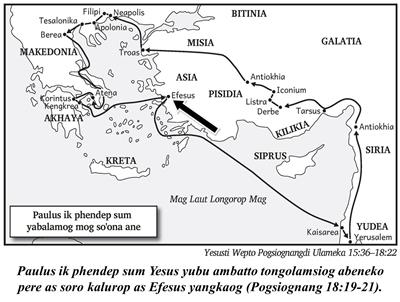 BITINIA
Filipi
Neapolis
Tesalonika
Apolonia
Berea
MAKEDONIA
Troas
MISIA
GALATIA
ASIA
Antiokhia
Iconium
PISIDIA
Listra
Derbe
Atena
Korintus
Kengkrea
AKHAYA
Efesus
Tarsus
KILIKIA
Antiokhia
SIRIA
KRETA
SIPRUS
Mag Laut Longorop Mag
Kaisarea
YUDEA
Yerusalem
Paulus ik phendep sum
yabalamog mog so'ona ane
Yesusti Wepto Pogsiognangdi Ulameka 15:36–18:22
Paulus ik phendep sum Yesus yubu ambatto tongolamsiog abeneko
pere as soro kalurop as Efesus yangkaog (Pogsiognang 18:19-21).